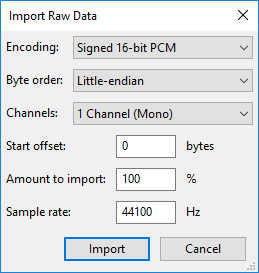 Import Raw Data
Encoding: Signed 16-bit PCM
Byte order: Little-endian
Channels: 1 Channel (Mono)
Start offset: 0 bytes
Amount to import: 100 %
Sample rate: 44100 Hz
Import Cancel